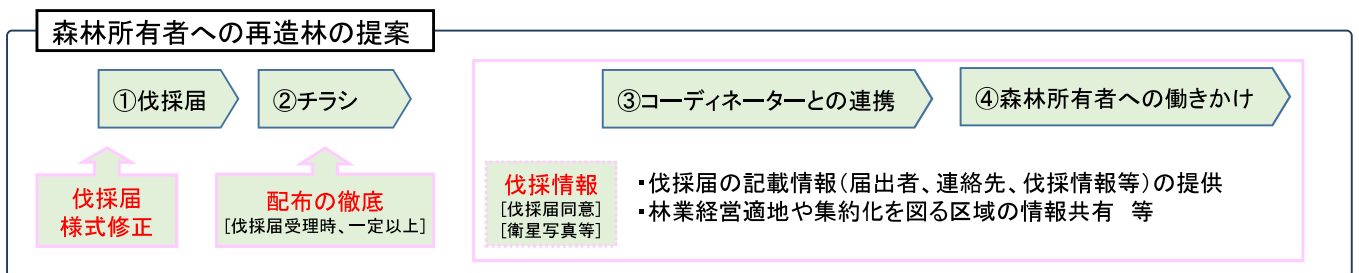 森林所有者への再造林の提案
①伐採届
②チラシ
③コーディネーターとの連携
④森林所有者への働きかけ
伐採届
様式修正
配布の徹底
[伐採届受理時、一定以上]
伐採情報
[伐採届同意]
[衛星写真等]
・伐採届の記載情報（届出者、連絡先、伐採情報等）の提供
・林業経営適地や集約化を図る区域の情報共有　等